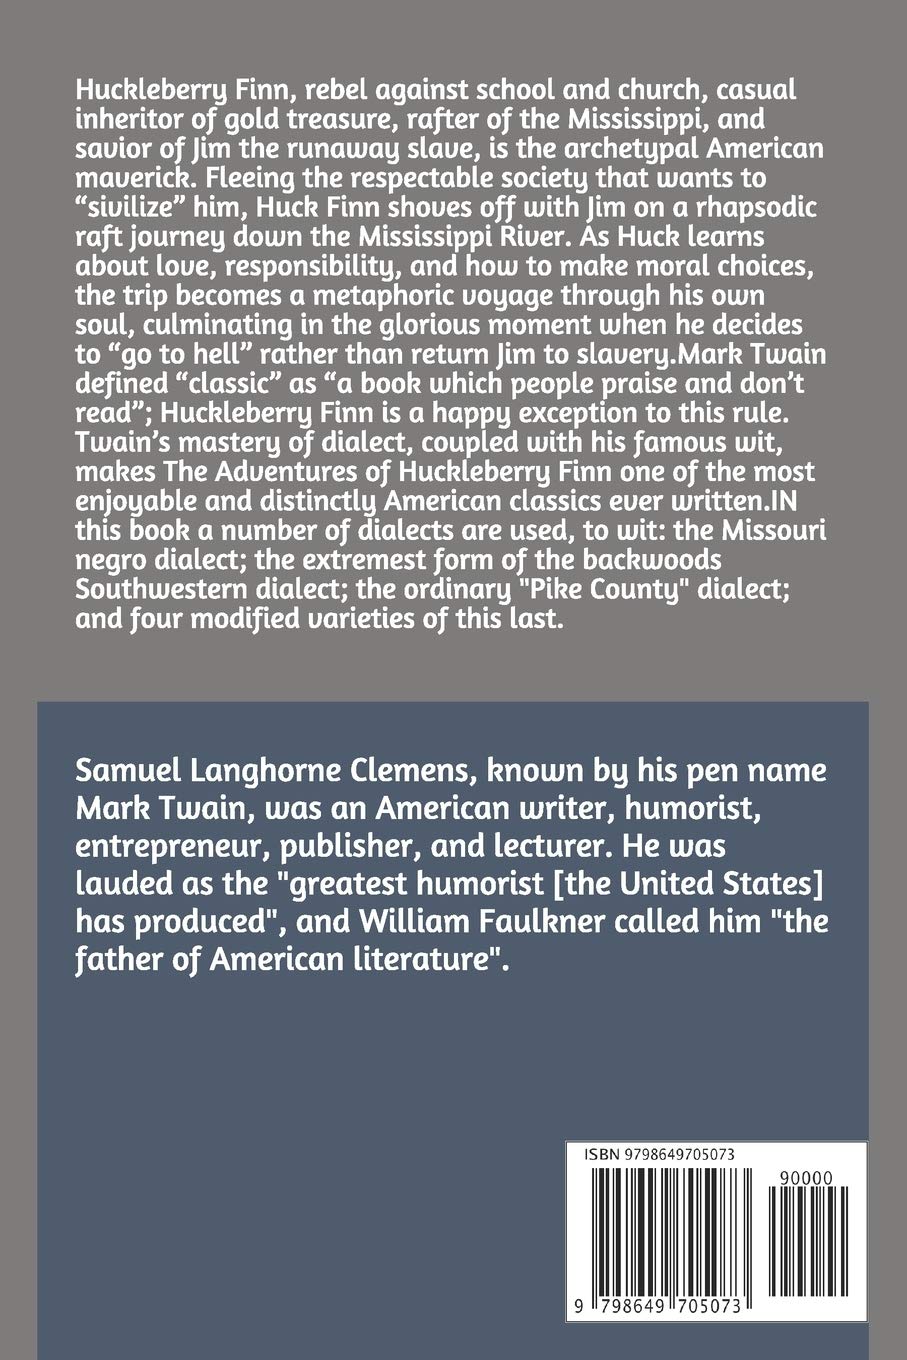 Huckleberry Finn, rebel against school and church, casual
inheritor of gold treasure, rafter of the Mississippi, and
savior of Jim the runaway slave, is the archetypal American
maverick. Fleeing the respectable society that wants to
“sivilize” him, Huck Finn shoves off with Jim on a rhapsodic
raft journey down the Mississippi River. As Huck learns
about love, responsibility, and how to make moral choices,
the trip becomes a metaphoric voyage through his own
soul, culminating in the glorious moment when he decides
to “go to hell” rather than return Jim to slavery.Mark Twain
defined “classic” as “a book which people praise and don’t
read”; Huckleberry Finn is a happy exception to this rule.
Twain’s mastery of dialect, coupled with his famous wit,
makes The Adventures of Huckleberry Finn one of the most
enjoyable and distinctly American classics ever written.IN
this book a number of dialects are used, to wit: the Missouri
negro dialect; the extremest form of the backwoods
Southwestern dialect; the ordinary "Pike County" dialect;
and four modified varieties of this last.
Samuel Langhorne Clemens, known by his pen name
Mark Twain, was an American writer, humorist,
entrepreneur, publisher, and lecturer. He was
lauded as the "greatest humorist [the United States]
has produced", and William Faulkner called him "the
father of American literature".
ISBN 9798649705073
90000
9 798649 705073